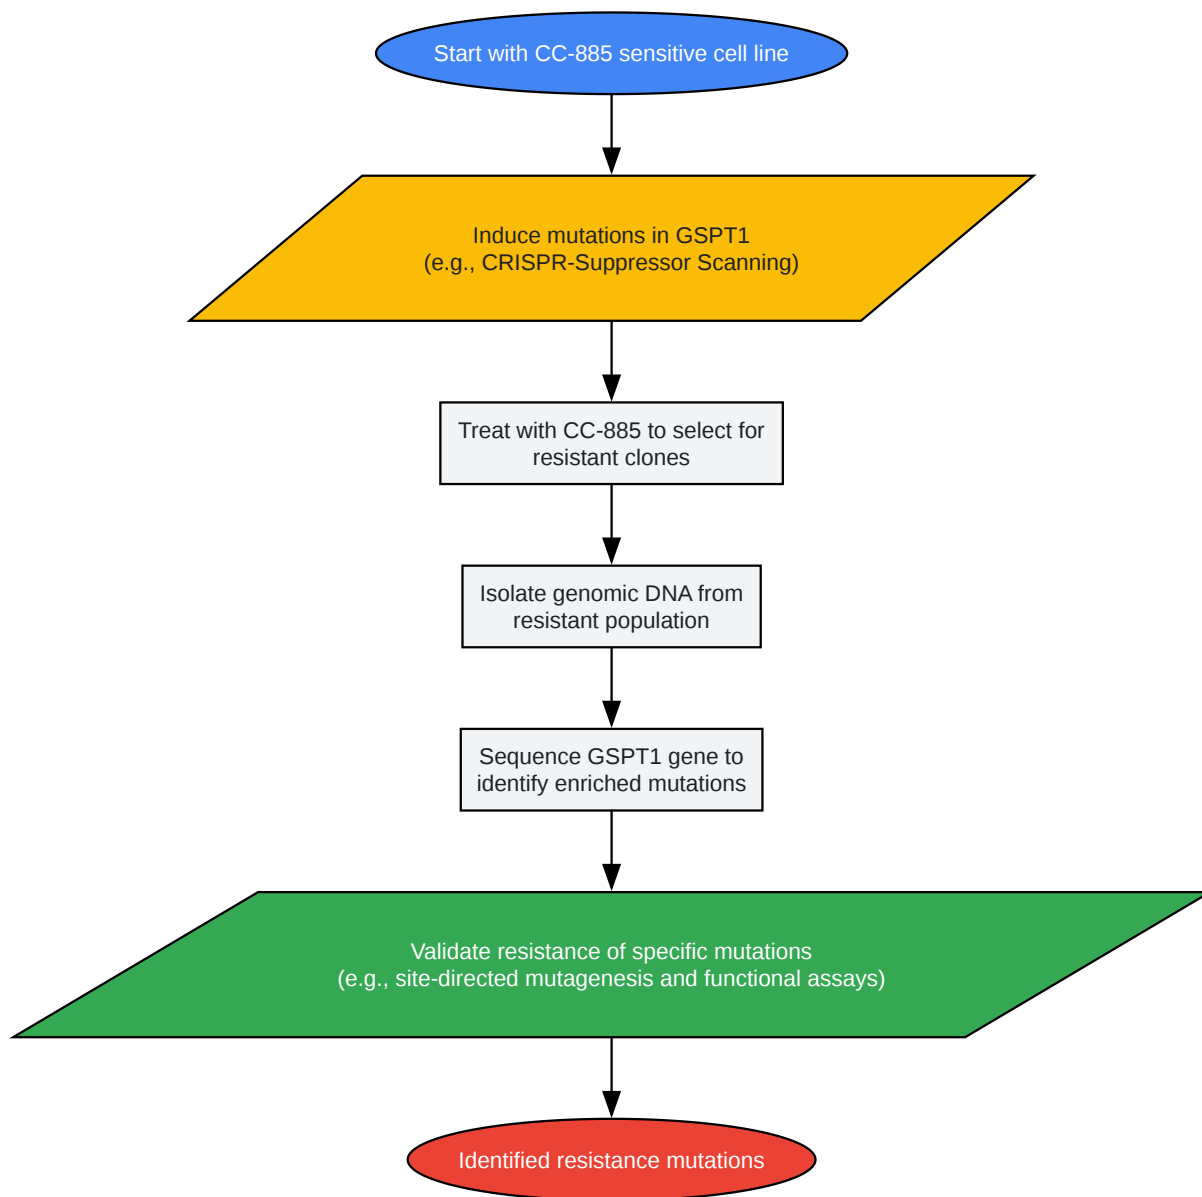 Start with CC-885 sensitive cell line
Induce mutations in GSPT1
(e.g., CRISPR-Suppressor Scanning)
Treat with CC-885 to select for
resistant clones
Isolate genomic DNA from
resistant population
Sequence GSPT1 gene to
identify enriched mutations
Validate resistance of specific mutations
(e.g., site-directed mutagenesis and functional assays)
Identified resistance mutations